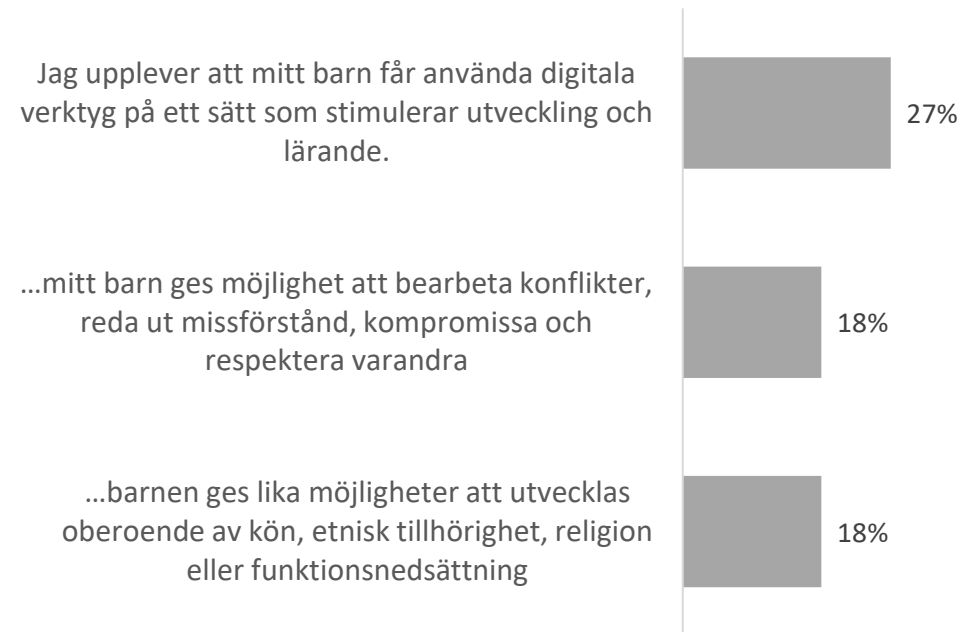 Jag upplever att mitt barn får använda digitala
verktyg på ett sätt som stimulerar utveckling och
lärande.
27%
…mitt barn ges möjlighet att bearbeta konflikter,
reda ut missförstånd, kompromissa och
respektera varandra
18%
…barnen ges lika möjligheter att utvecklas
oberoende av kön, etnisk tillhörighet, religion
eller funktionsnedsättning
18%